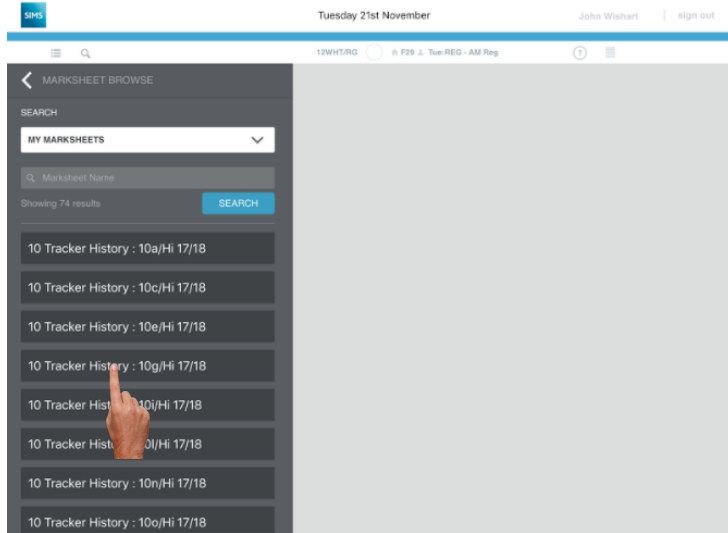 SIMS
Tuesday 21st November
John Wishart
sign out
12WHT/RG
F29
Tue:REG - AM Reg
?
MARKSHEET BROWSE
SEARCH
MY MARKSHEETS
Marksheet Name
Showing 74 results
SEARCH
10 Tracker History : 10a/Hi 17/18
10 Tracker History : 10c/Hi 17/18
10 Tracker History : 10e/Hi 17/18
10 Tracker History : 10g/Hi 17/18
10 Tracker Hist 10i/Hi 17/18
10 Tracker Hist 0l/Hi 17/18
10 Tracker History : 10n/Hi 17/18
10 Tracker History : 10o/Hi 17/18